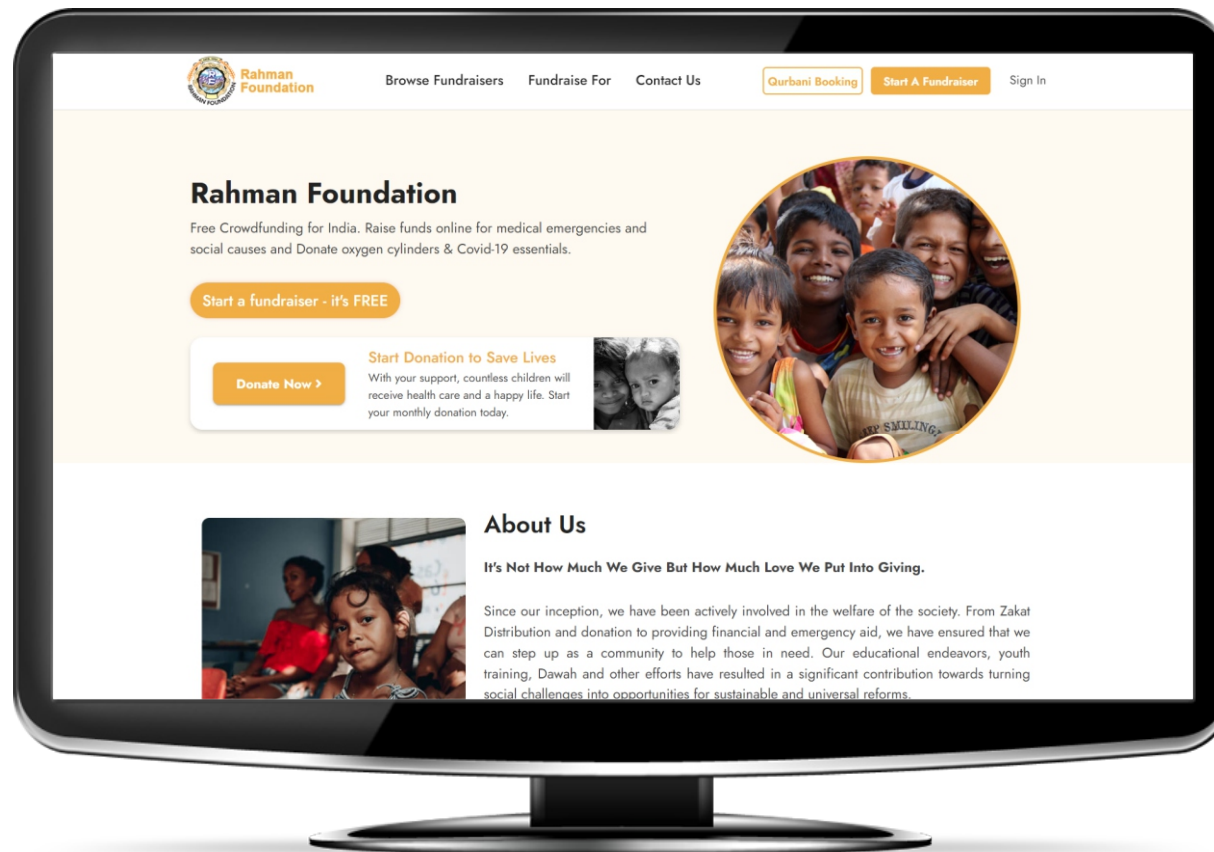 Rahman
Foundation
RAHMAN FOUNDATION
Browse Fundraisers
Fundraise For
Contact Us
Qurbani Booking
Start A Fundraiser
Sign In
Rahman Foundation
Free Crowdfunding for India. Raise funds online for medical emergencies and
social causes and Donate oxygen cylinders & Covid-19 essentials.
Start a fundraiser - it's FREE
Donate Now >
Start Donation to Save Lives
With your support, countless children will
receive health care and a happy life. Start
your monthly donation today.
EEP SMILING!
About Us
It's Not How Much We Give But How Much Love We Put Into Giving.
Since our inception, we have been actively involved in the welfare of the society. From Zakat
Distribution and donation to providing financial and emergency aid, we have ensured that we
can step up as a community to help those in need. Our educational endeavors, youth
training, Dawah and other efforts have resulted in a significant contribution towards turning
social challenges into opportunities for sustainable and universal reforms.